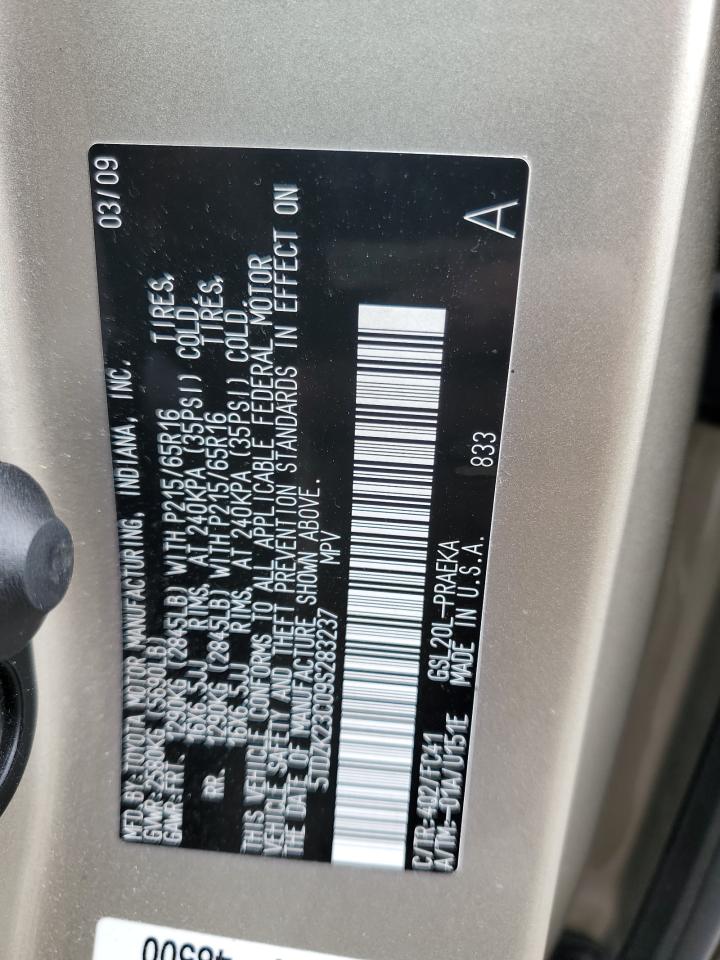 MFD. BY: TOYOTA MOTOR MANUFACTURING, INDIANA, INC. 03/09
GVWR: 2580KG (5690LB)
GAWR: FRT. 1290KG (2845LB) WITH P215/65R16 TIRES,
16X6.5JJ RIMS, AT 240KPA (35PSI) COLD
RR. 1290KG (2845LB) WITH P215/65R16 TIRES,
16X6.5JJ RIMS, AT 240KPA (35PSI) COLD.
THIS VEHICLE CONFORMS TO ALL APPLICABLE FEDERAL MOTOR
VEHICLE SAFETY AND THEFT PREVENTION STANDARDS IN EFFECT ON
THE DATE OF MANUFACTURE SHOWN ABOVE.
5TDZK23C09S283237 MPV
C/TR: 4Q2/FC41 GSL20L-PRAEKA 833
A/TM: -01A/U151E MADE IN U.S.A. A